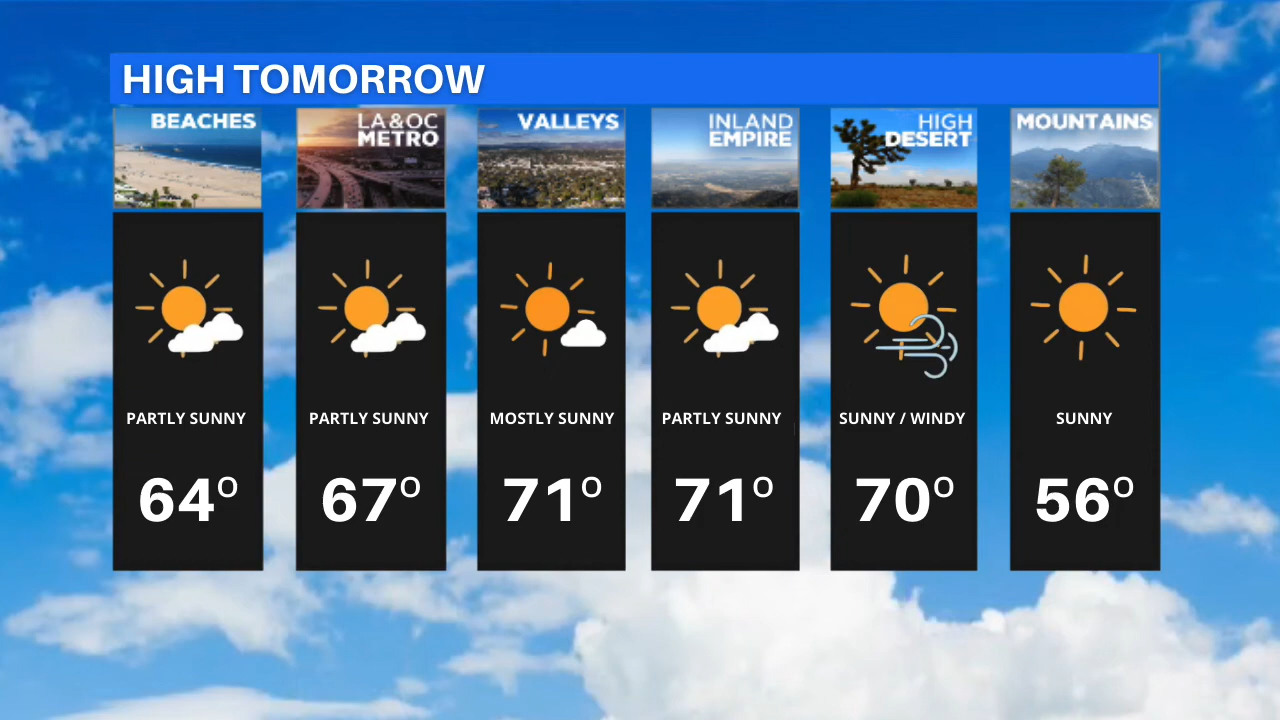 HIGH TOMORROW
BEACHES
LA&OC
METRO
VALLEYS
INLAND
EMPIRE
HIGH
DESERT
MOUNTAINS
PARTLY SUNNY
PARTLY SUNNY
MOSTLY SUNNY
PARTLY SUNNY
SUNNY / WINDY
SUNNY
64°
67°
71°
71°
70°
56°